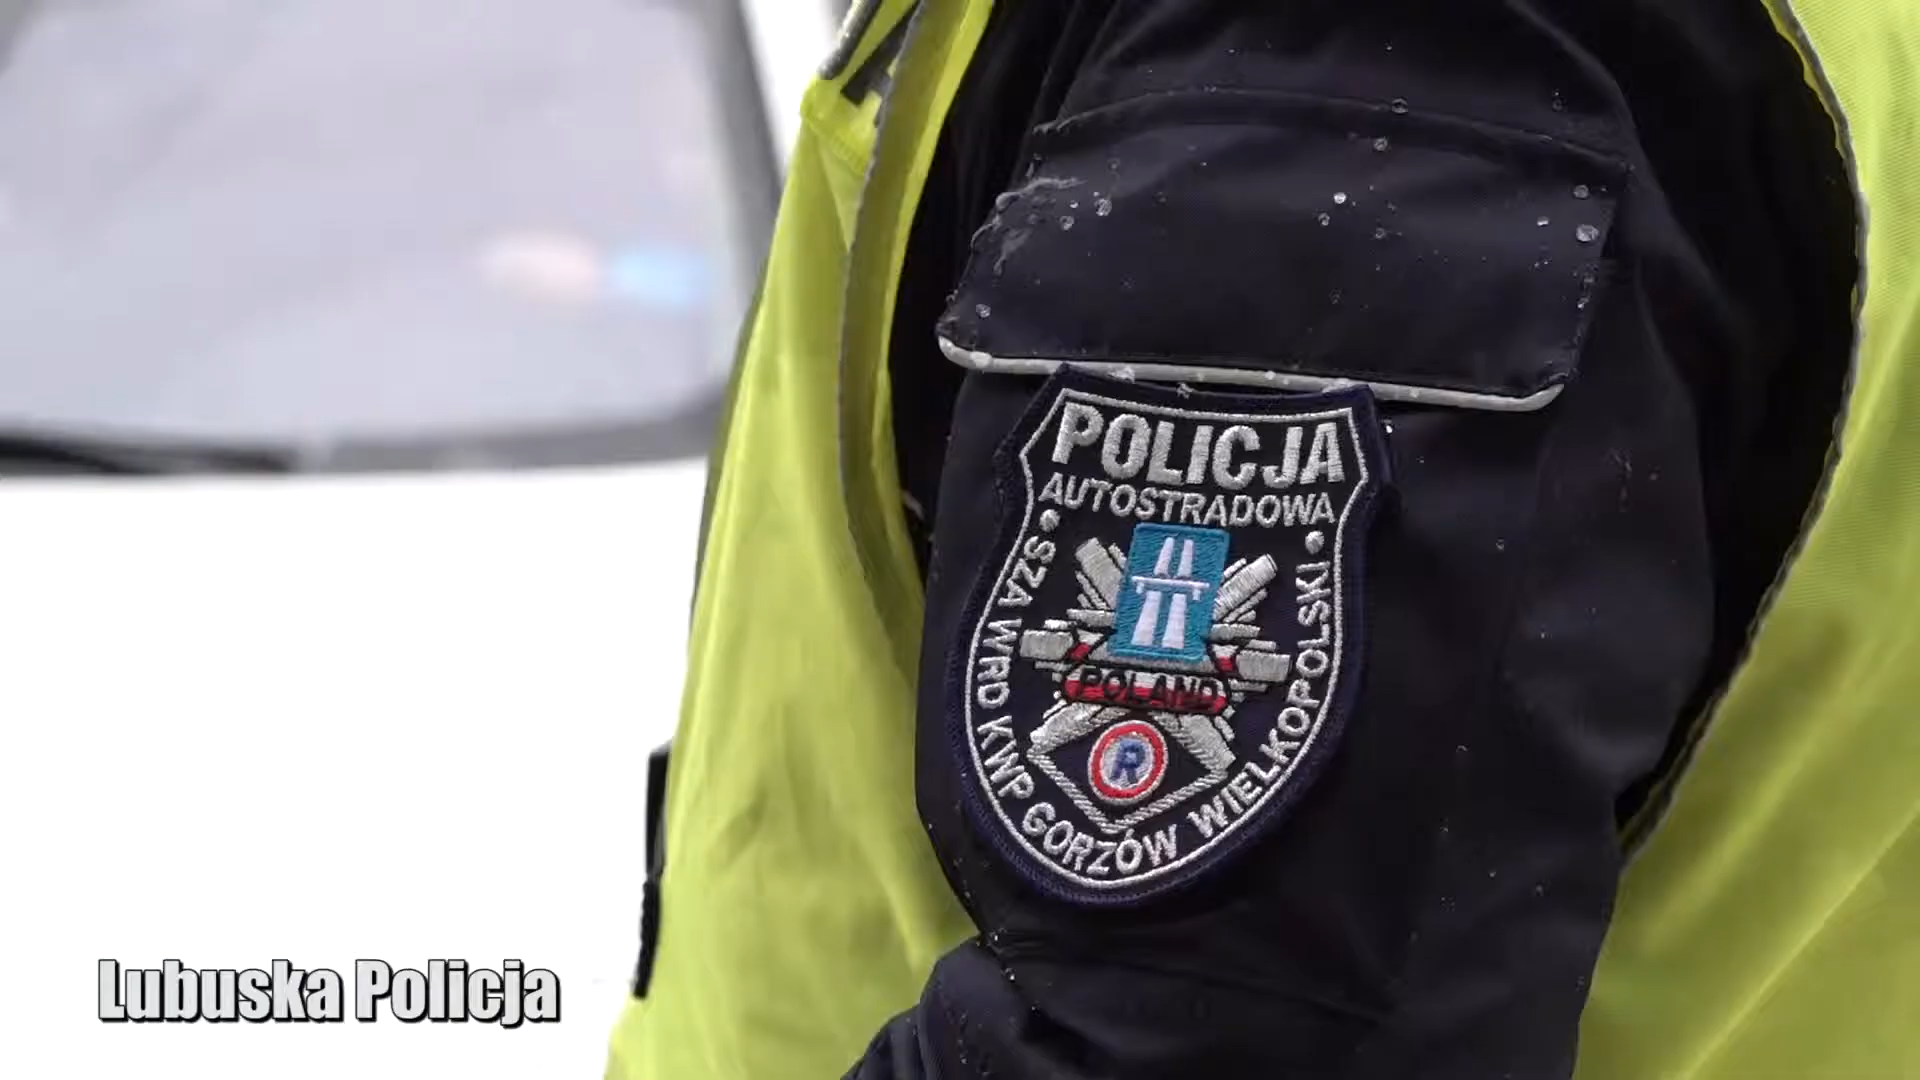 POLICJA
AUTOSTRADOWA
• SZA WRD KWP GORZÓW WIELKOPOLSKI •
POLAND
R
Lubuska Policja